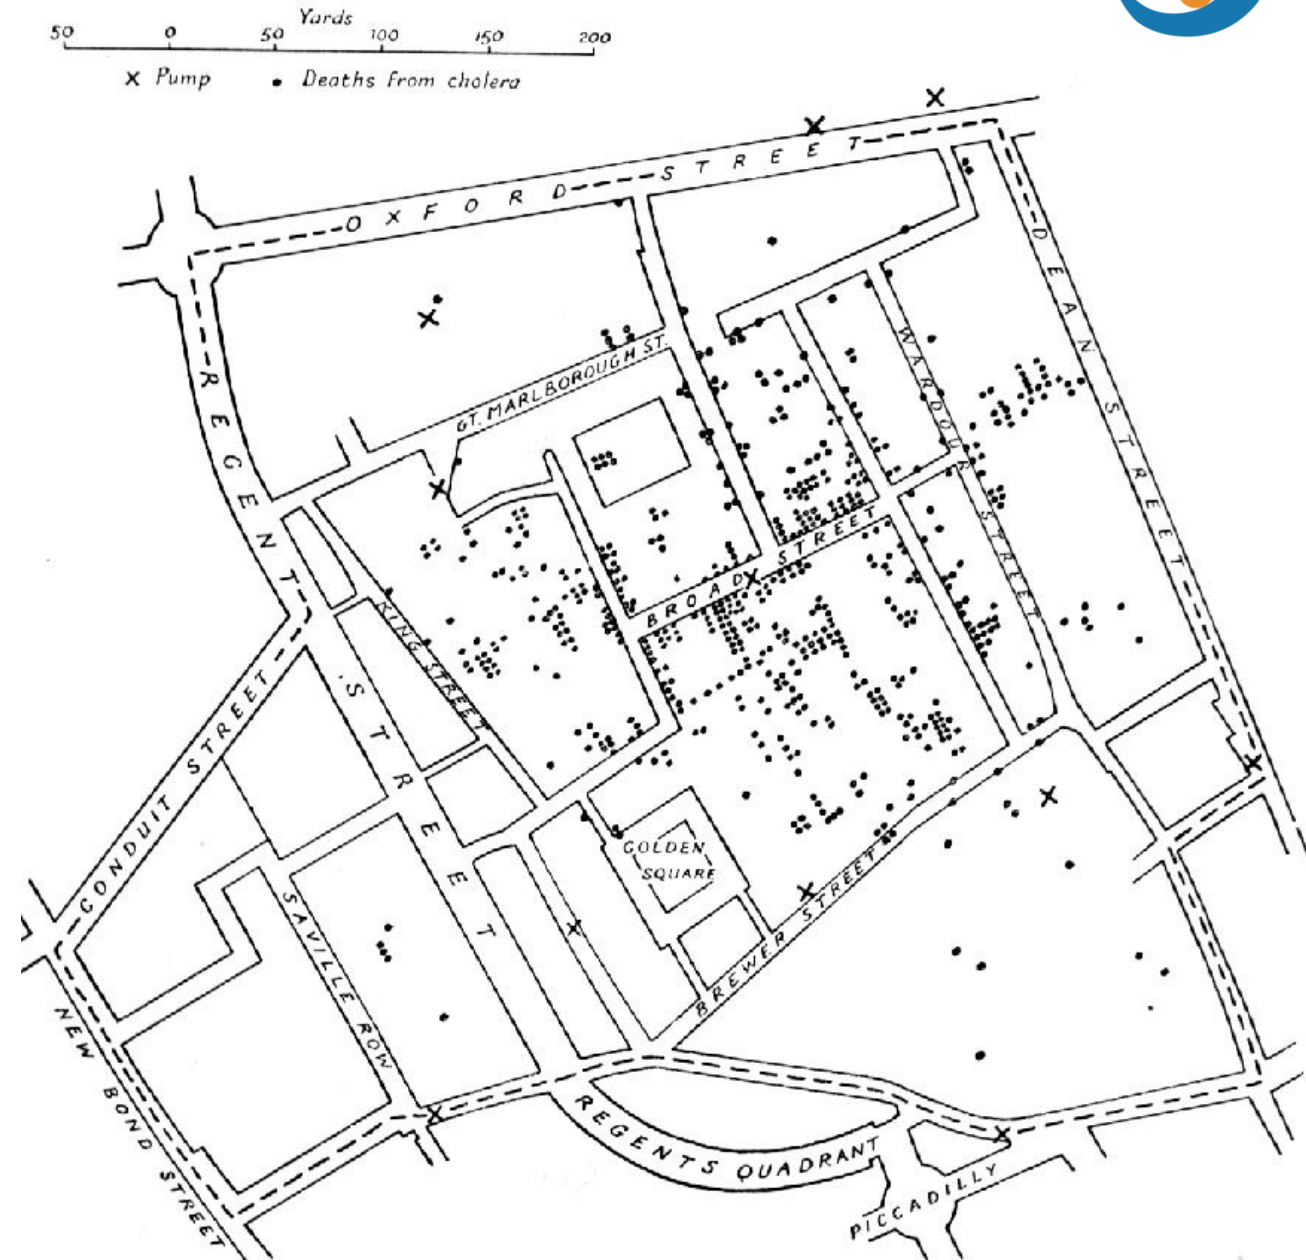 Yards
50 0 50 100 150 200
X Pump • Deaths from cholera
OXFORD STREET
DEAN STREET
REGENT STREET
WARDOUR STREET
GT. MARLBOROUGH ST.
BROAD STREET
KING STREET
CONDUIT STREET
GOLDEN
SQUARE
SAVILLE ROW
BREWER STREET
NEW BOND STREET
REGENTS QUADRANT
PICCADILLY